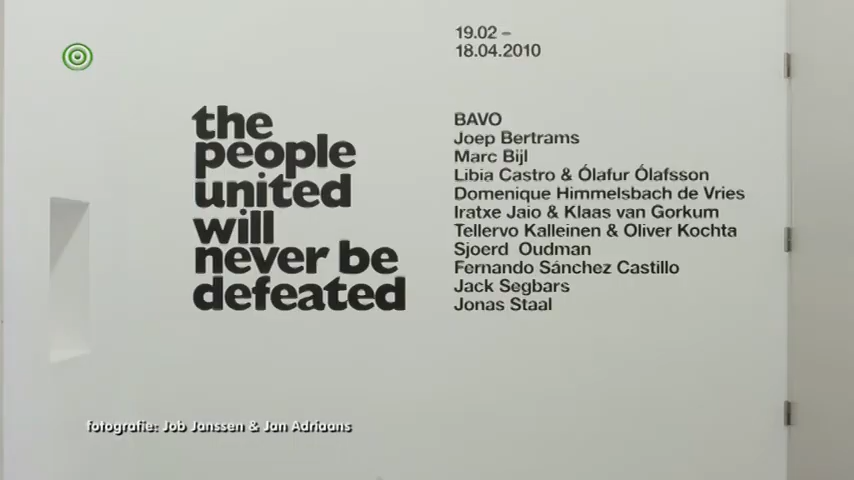 19.02 –
18.04.2010
the
people
united
will
never be
defeated
BAVO
Joep Bertrams
Marc Bijl
Libia Castro & Ólafur Ólafsson
Domenique Himmelsbach de Vries
Iratxe Jaio & Klaas van Gorkum
Tellervo Kalleinen & Oliver Kochta
Sjoerd Oudman
Fernando Sánchez Castillo
Jack Segbars
Jonas Staal
fotografie: Job Janssen & Jan Adriaans